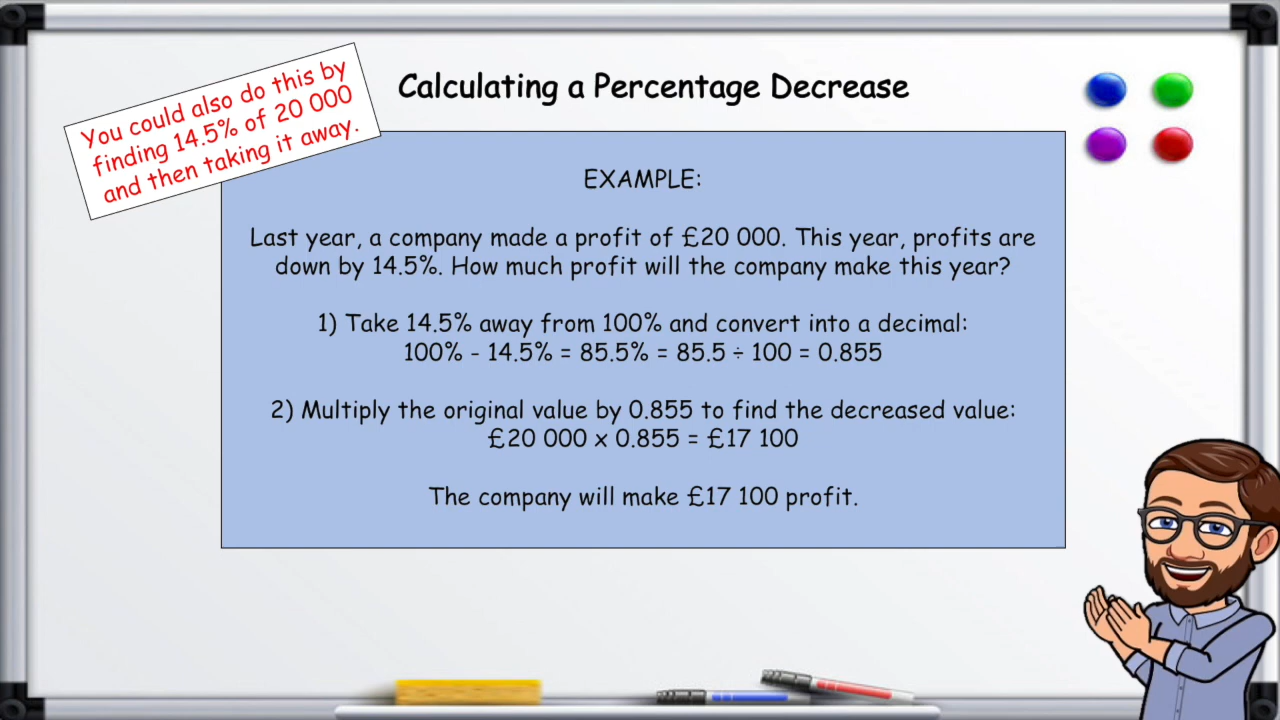 You could also do this by
finding 14.5% of 20 000
and then taking it away.
Calculating a Percentage Decrease
EXAMPLE:
Last year, a company made a profit of £20 000. This year, profits are
down by 14.5%. How much profit will the company make this year?
1) Take 14.5% away from 100% and convert into a decimal:
100% - 14.5% = 85.5% = 85.5 ÷ 100 = 0.855
2) Multiply the original value by 0.855 to find the decreased value:
£20 000 x 0.855 = £17 100
The company will make £17 100 profit.